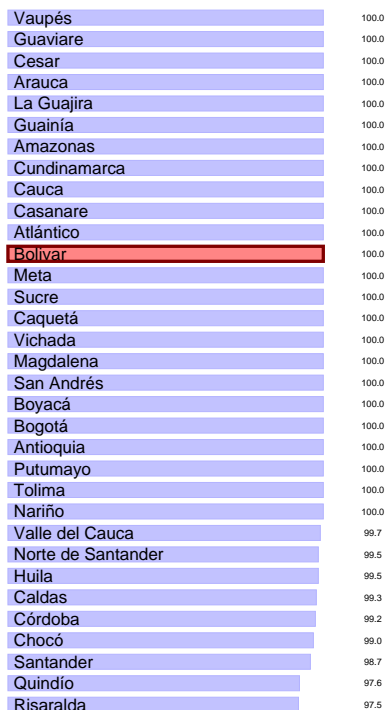 Vaupés 100.0
Guaviare 100.0
Cesar 100.0
Arauca 100.0
La Guajira 100.0
Guainía 100.0
Amazonas 100.0
Cundinamarca 100.0
Cauca 100.0
Casanare 100.0
Atlántico 100.0
Bolivar 100.0
Meta 100.0
Sucre 100.0
Caquetá 100.0
Vichada 100.0
Magdalena 100.0
San Andrés 100.0
Boyacá 100.0
Bogotá 100.0
Antioquia 100.0
Putumayo 100.0
Tolima 100.0
Nariño 100.0
Valle del Cauca 99.7
Norte de Santander 99.5
Huila 99.5
Caldas 99.3
Córdoba 99.2
Chocó 99.0
Santander 98.7
Quindío 97.6
Risaralda 97.5